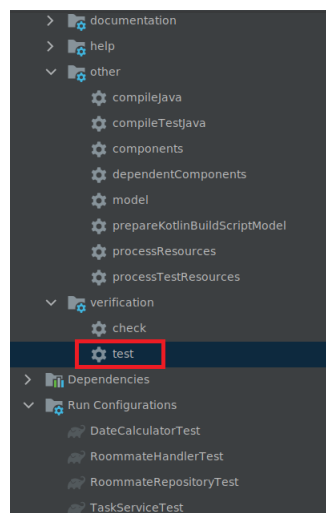 documentation
help
other
compileJava
compileTestJava
components
dependentComponents
model
prepareKotlinBuildScriptModel
processResources
processTestResources
verification
check
test
Dependencies
Run Configurations
DateCalculatorTest
RoommateHandlerTest
RoommateRepositoryTest
TaskServiceTest